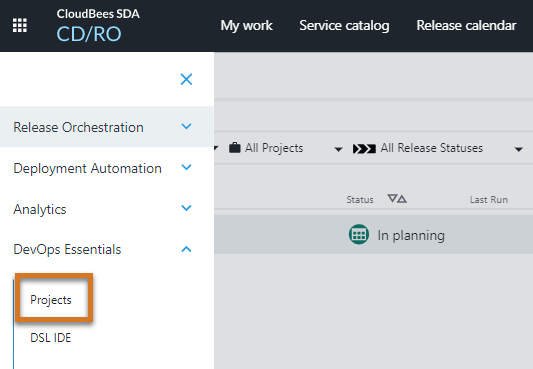 CloudBees SDA
CD/RO
My work
Service catalog
Release calendar
Release Orchestration
Deployment Automation
Analytics
DevOps Essentials
Projects
DSL IDE
All Projects
All Release Statuses
Status
Last Run
In planning